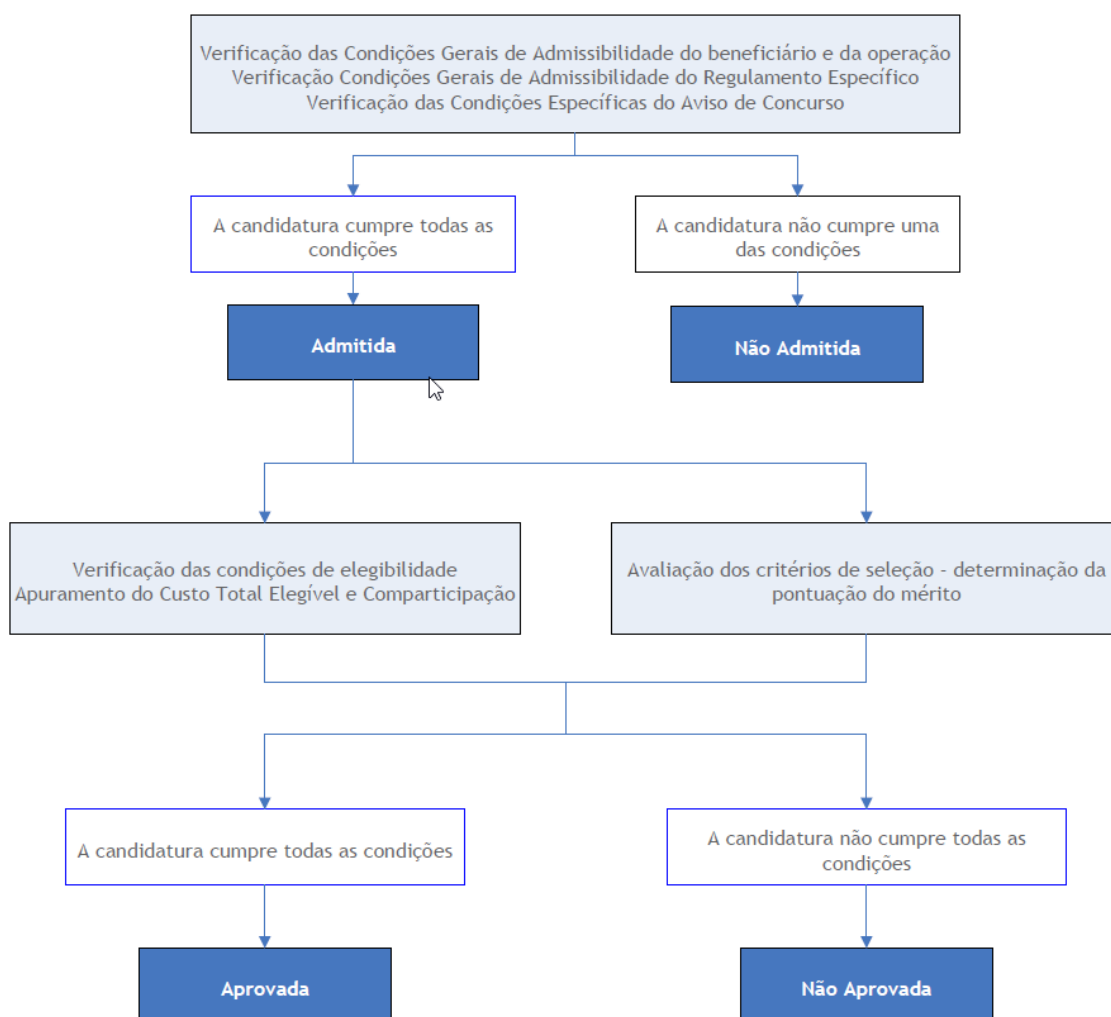 Verificação das Condições Gerais de Admissibilidade do beneficiário e da operação
Verificação Condições Gerais de Admissibilidade do Regulamento Específico
Verificação das Condições Específicas do Aviso de Concurso
A candidatura cumpre todas as
condições
A candidatura não cumpre uma
das condições
Admitida
Não Admitida
Verificação das condições de elegibilidade
Apuramento do Custo Total Elegível e Comparticipação
Avaliação dos critérios de seleção - determinação da
pontuação do mérito
A candidatura cumpre todas as condições
A candidatura não cumpre todas as
condições
Aprovada
Não Aprovada